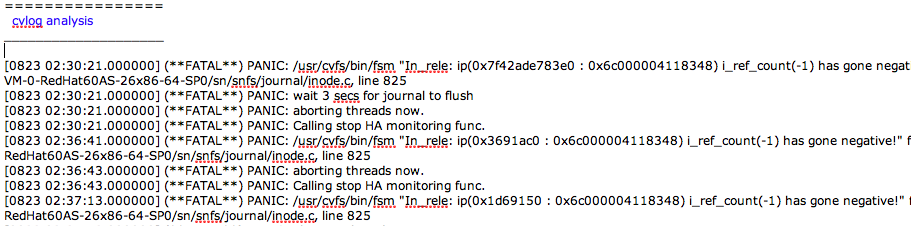 ================
cvlog analysis
________________
[0823 02:30:21.000000] (**FATAL**) PANIC: /usr/cvfs/bin/fsm "In_rele: ip(0x7f42ade783e0 : 0x6c000004118348) i_ref_count(-1) has gone negat
VM-0-RedHat60AS-26x86-64-SP0/sn/snfs/journal/inode.c, line 825
[0823 02:30:21.000000] (**FATAL**) PANIC: wait 3 secs for journal to flush
[0823 02:30:21.000000] (**FATAL**) PANIC: aborting threads now.
[0823 02:30:21.000000] (**FATAL**) PANIC: Calling stop HA monitoring func.
[0823 02:36:41.000000] (**FATAL**) PANIC: /usr/cvfs/bin/fsm "In_rele: ip(0x3691ac0 : 0x6c000004118348) i_ref_count(-1) has gone negative!" f
RedHat60AS-26x86-64-SP0/sn/snfs/journal/inode.c, line 825
[0823 02:36:43.000000] (**FATAL**) PANIC: aborting threads now.
[0823 02:36:43.000000] (**FATAL**) PANIC: Calling stop HA monitoring func.
[0823 02:37:13.000000] (**FATAL**) PANIC: /usr/cvfs/bin/fsm "In_rele: ip(0x1d69150 : 0x6c000004118348) i_ref_count(-1) has gone negative!" f
RedHat60AS-26x86-64-SP0/sn/snfs/journal/inode.c, line 825